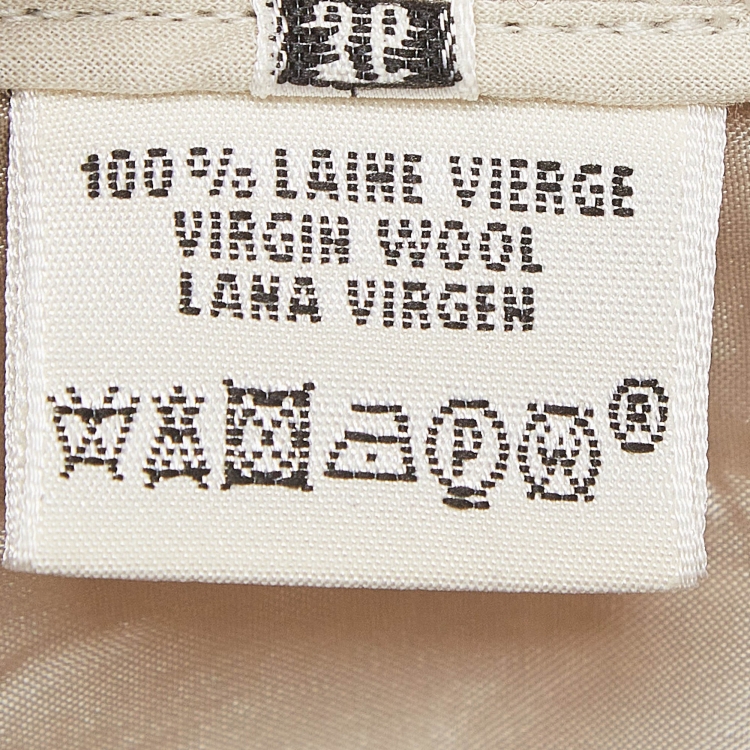 100% LAINE VIERGE
VIRGIN WOOL
LANA VIRGEN
P W ®